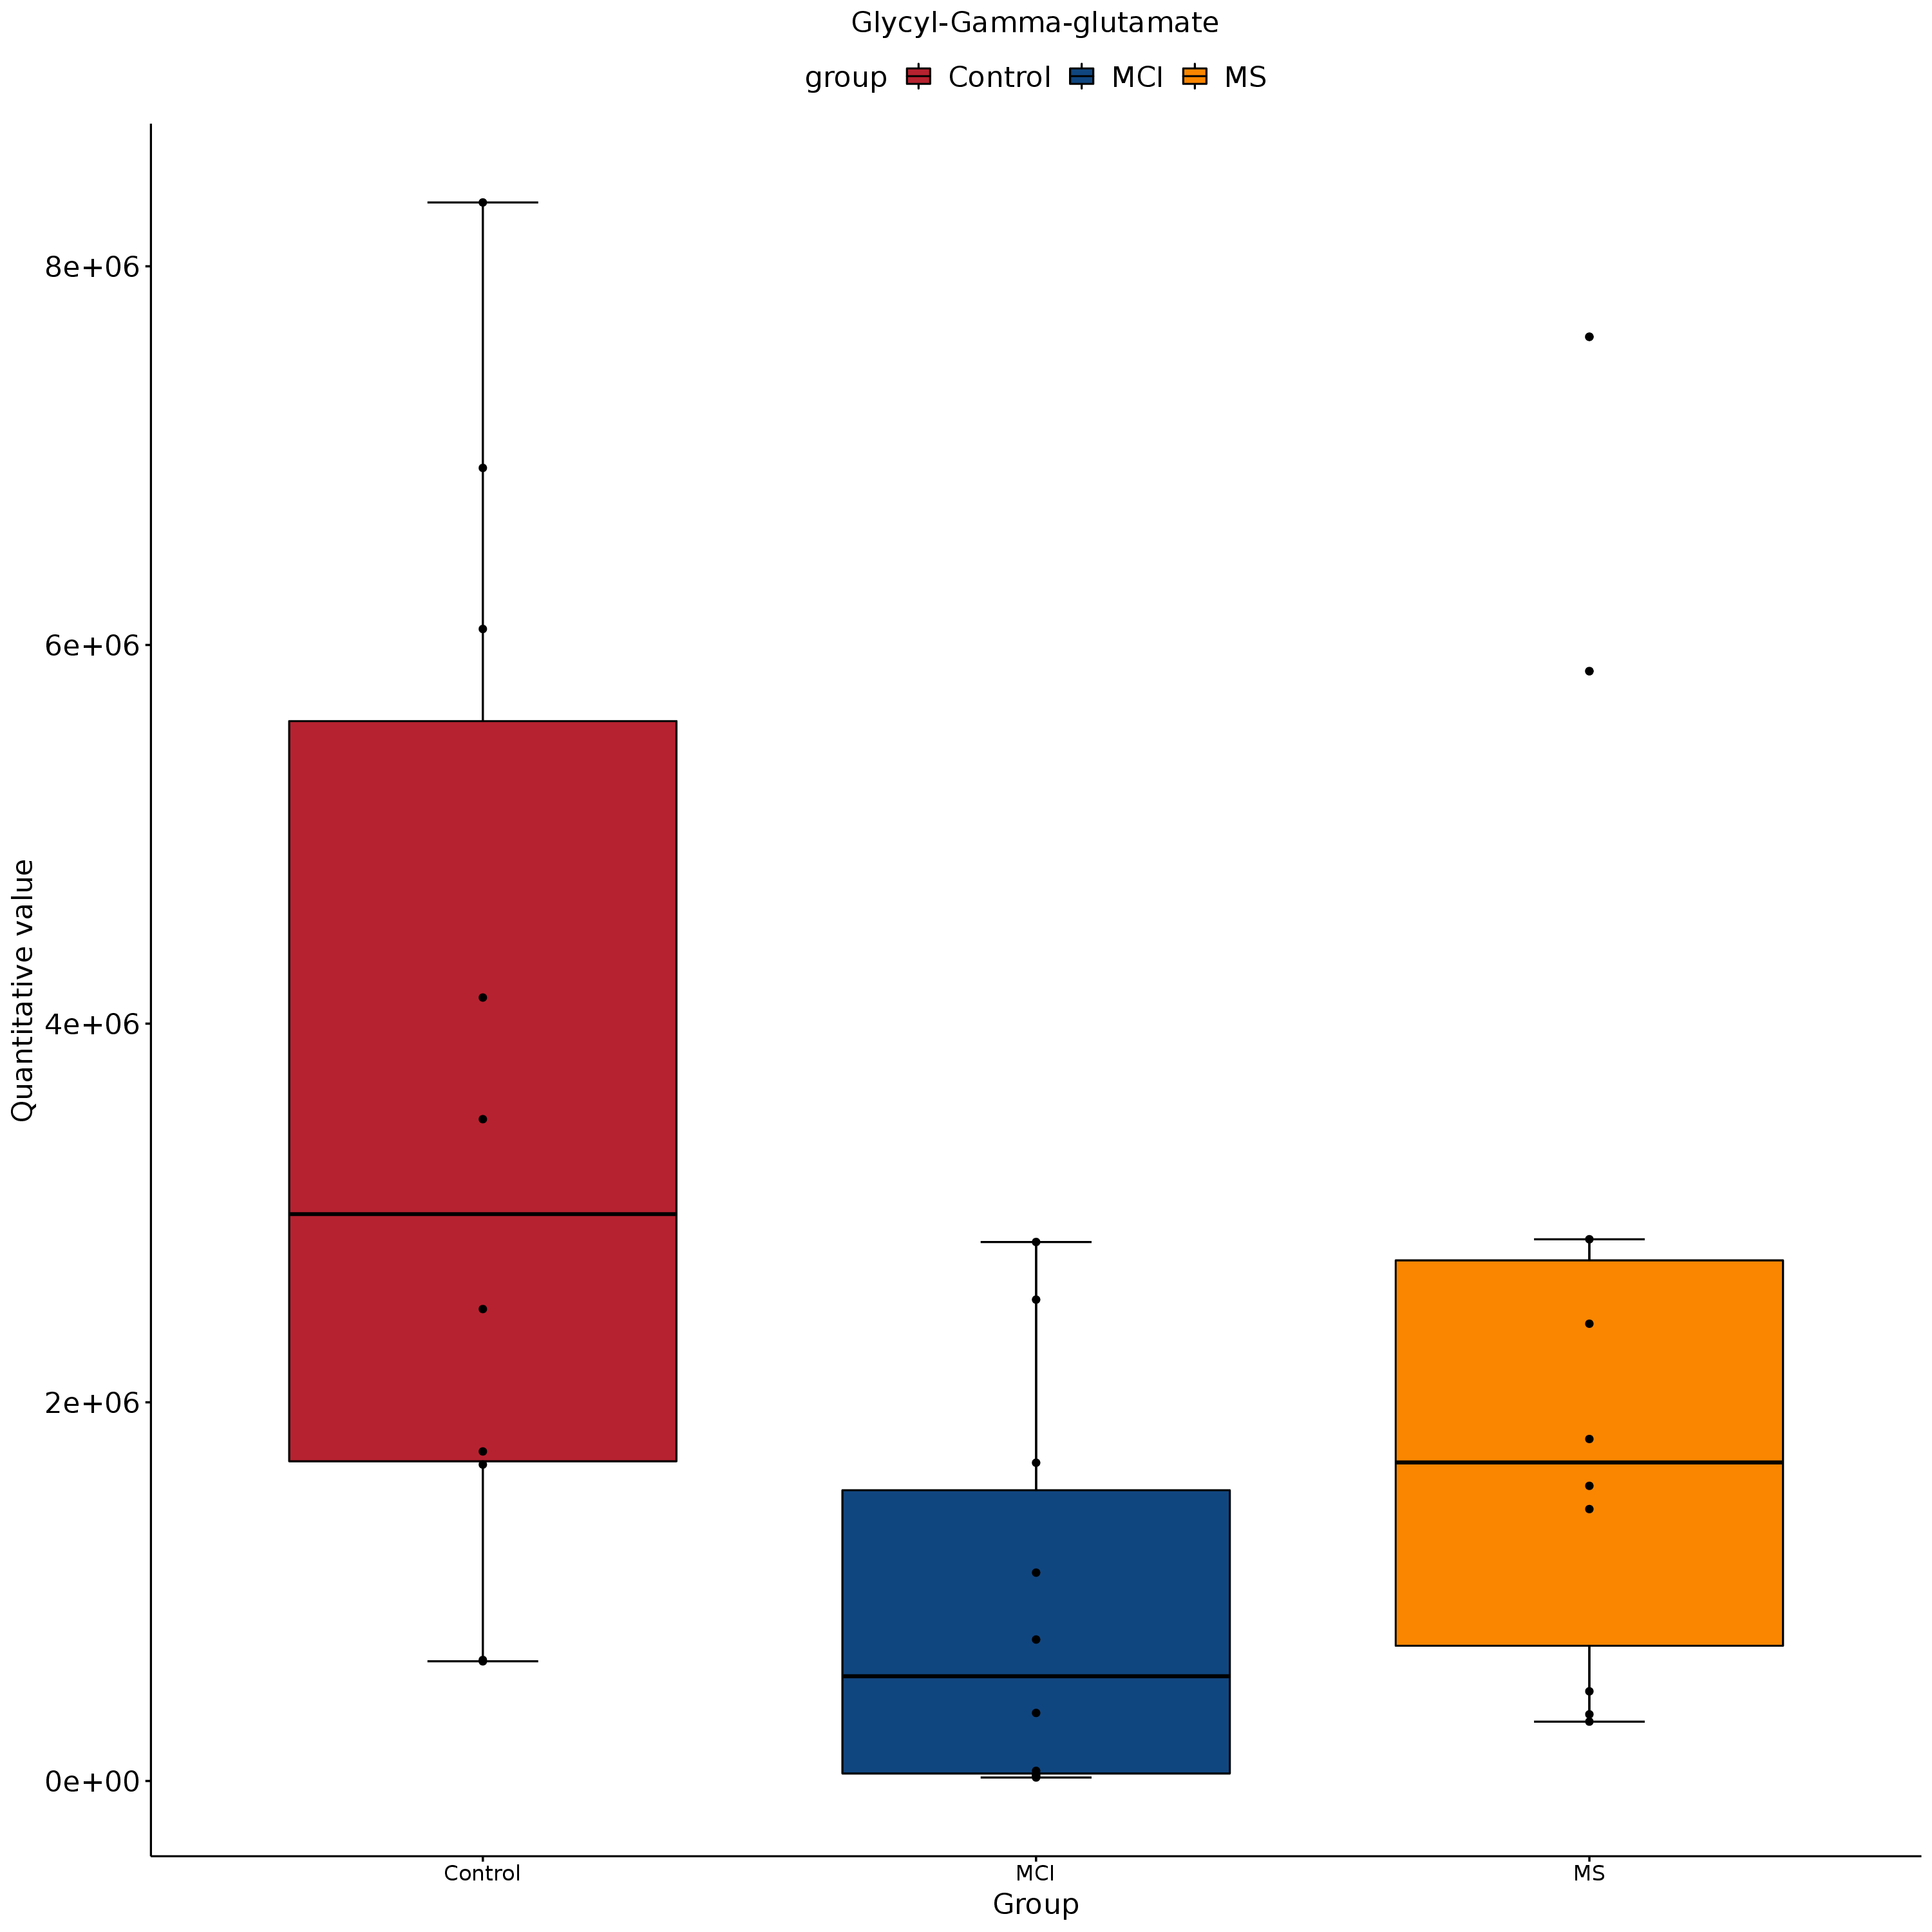 Glycyl-Gamma-glutamate
group Control MCI MS
Quantitative value
8e+06
6e+06
4e+06
2e+06
0e+00
Control MCI MS
Group